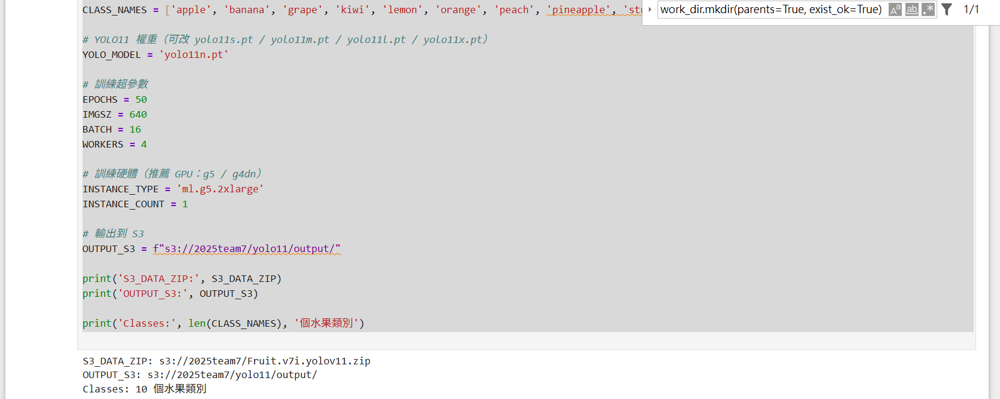 CLASS_NAMES = ['apple', 'banana', 'grape', 'kiwi', 'lemon', 'orange', 'peach', 'pineapple',
work_dir.mkdir(parents=True, exist_ok=True) 1/1
# YOLO11 權重（可改 yolo11s.pt / yolo11m.pt / yolo11l.pt / yolo11x.pt）
YOLO_MODEL = 'yolo11n.pt'
# 訓練超參數
EPOCHS = 50
IMGSZ = 640
BATCH = 16
WORKERS = 4
# 訓練硬體（推薦 GPU：g5 / g4dn）
INSTANCE_TYPE = 'ml.g5.2xlarge'
INSTANCE_COUNT = 1
# 輸出到 S3
OUTPUT_S3 = f"s3://2025team7/yolo11/output/"
print('S3_DATA_ZIP:', S3_DATA_ZIP)
print('OUTPUT_S3:', OUTPUT_S3)
print('Classes:', len(CLASS_NAMES), '個水果類別')
S3_DATA_ZIP: s3://2025team7/Fruit.v7i.yolov11.zip
OUTPUT_S3: s3://2025team7/yolo11/output/
Classes: 10 個水果類別